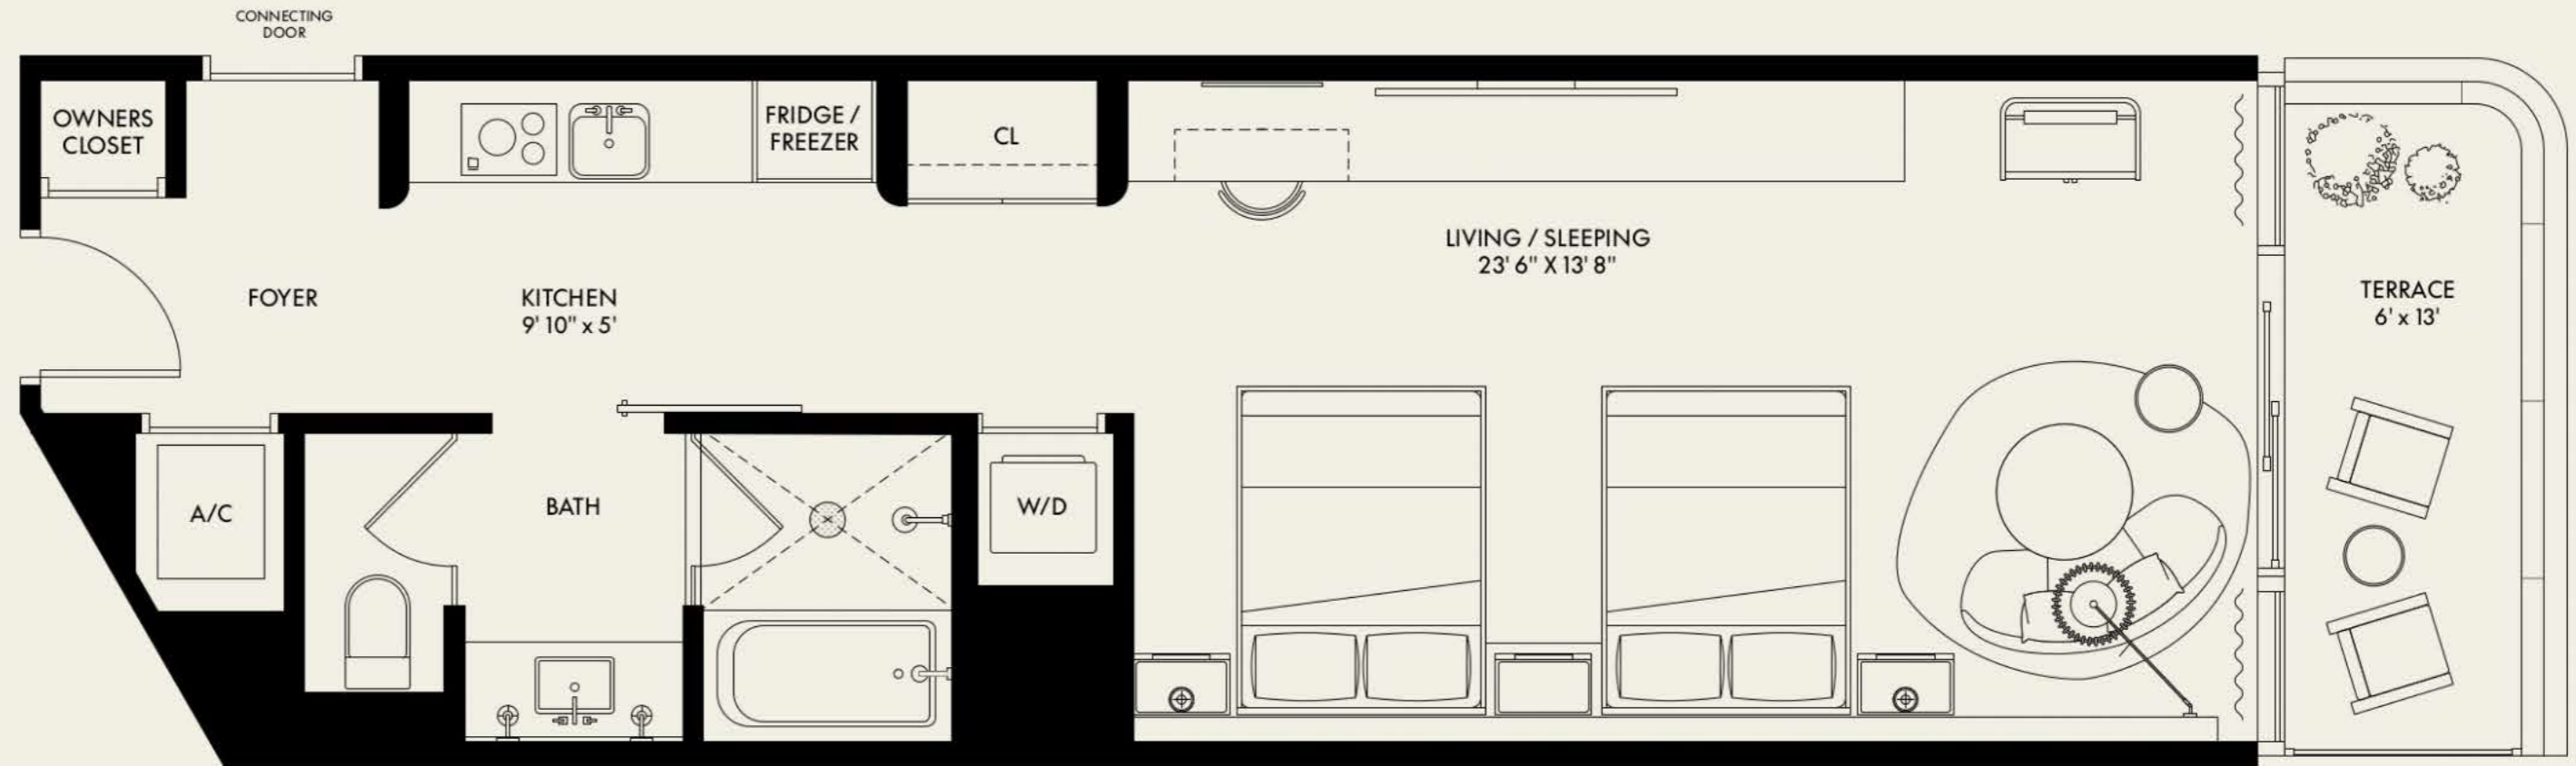 CONNECTING
DOOR
OWNERS
CLOSET
FRIDGE /
FREEZER
CL
LIVING / SLEEPING
23' 6" X 13' 8"
FOYER
KITCHEN
9' 10" x 5'
TERRACE
6' x 13'
A/C
BATH
W/D